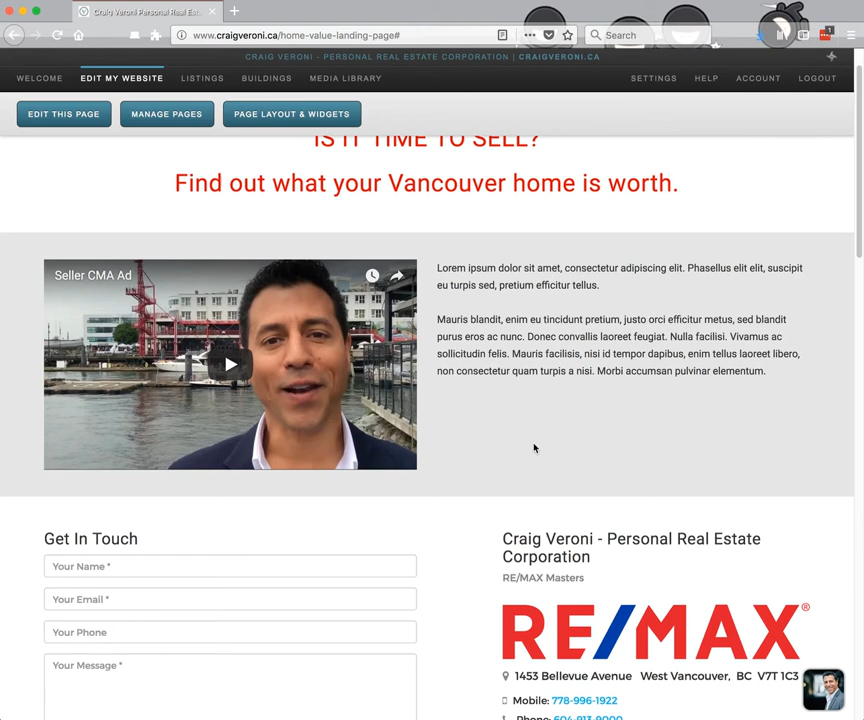 Craig Veroni Personal Real Est...
www.craigveroni.ca/home-value-landing-page#
Search
1
CRAIG VERONI - PERSONAL REAL ESTATE CORPORATION | CRAIGVERONI.CA
WELCOME EDIT MY WEBSITE LISTINGS BUILDINGS MEDIA LIBRARY SETTINGS HELP ACCOUNT LOGOUT
EDIT THIS PAGE MANAGE PAGES PAGE LAYOUT & WIDGETS
IS IT TIME TO SELL?
Find out what your Vancouver home is worth.
Seller CMA Ad
Lorem ipsum dolor sit amet, consectetur adipiscing elit. Phasellus elit elit, suscipit
eu turpis sed, pretium efficitur tellus.
Mauris blandit, enim eu tincidunt pretium, justo orci efficitur metus, sed blandit
purus eros ac nunc. Donec convallis laoreet feugiat. Nulla facilisi. Vivamus ac
sollicitudin felis. Mauris facilisis, nisi id tempor dapibus, enim tellus laoreet libero,
non consectetur quam turpis a nisi. Morbi accumsan pulvinar elementum.
Get In Touch
Your Name *
Your Email *
Your Phone
Your Message *
Craig Veroni - Personal Real Estate
Corporation
RE/MAX Masters
RE/MAX®
1453 Bellevue Avenue West Vancouver, BC V7T 1C3
Mobile: 778-996-1922
Phone: 604-913-9000